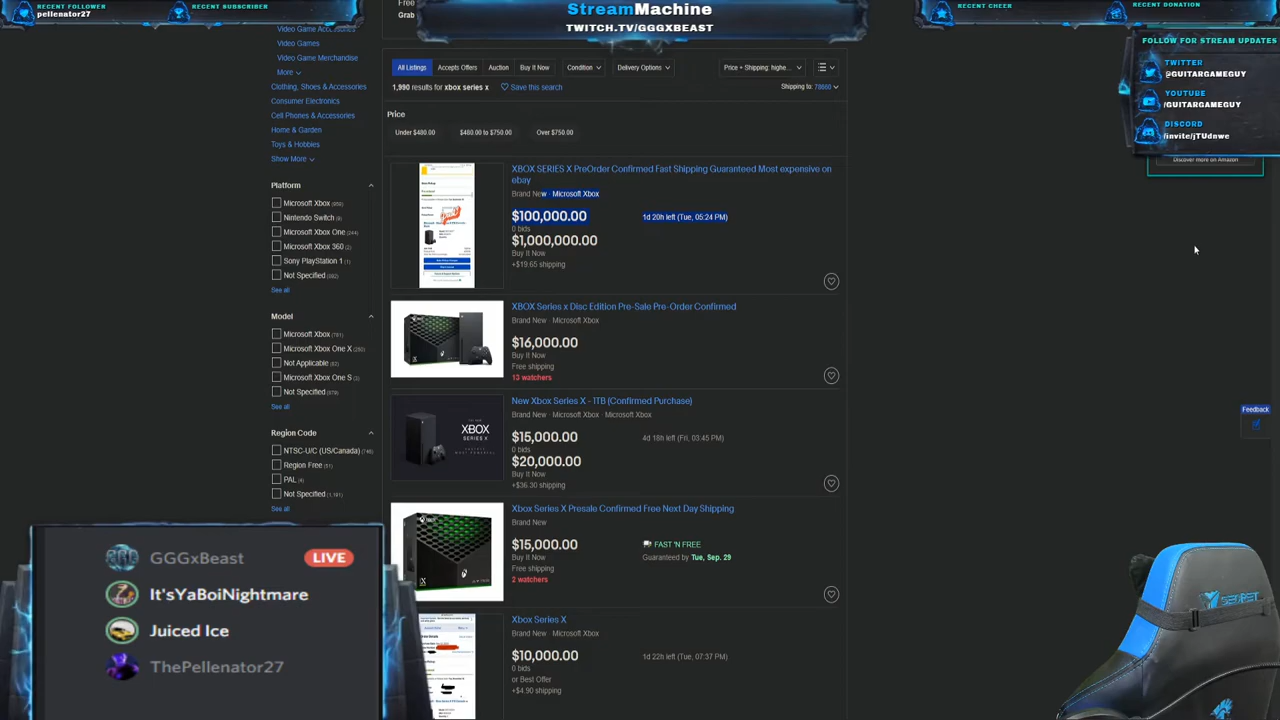 RECENT FOLLOWER
pellenator27
RECENT SUBSCRIBER
StreamMachine
TWITCH.TV/GGGXBEAST
RECENT CHEER
RECENT DONATION
Free
Grab
Video Game Accessories
Video Games
Video Game Merchandise
More
Clothing, Shoes & Accessories
Consumer Electronics
Cell Phones & Accessories
Home & Garden
Toys & Hobbies
Show More
Platform
Microsoft Xbox (959)
Nintendo Switch (9)
Microsoft Xbox One (244)
Microsoft Xbox 360 (2)
Sony PlayStation 1 (1)
Not Specified
See all
Model
Microsoft Xbox (791)
Microsoft Xbox One X
Not Applicable
Microsoft Xbox One S
Not Specified
See all
Region Code
NTSC-U/C (US/Canada)
Region Free (51)
PAL (4)
Not Specified (1,191)
See all
All Listings
Accepts Offers
Auction
Buy It Now
Condition
Delivery Options
Price + Shipping: highe...
1,990 results for xbox series x
Save this search
Shipping to: 78660
Price
Under $480.00
$480.00 to $750.00
Over $750.00
XBOX SERIES X PreOrder Confirmed Fast Shipping Guaranteed Most expensive on
ebay
Brand New · Microsoft Xbox
$100,000.00
1d 20h left (Tue, 05:24 PM)
0 bids
$1,000,000.00
Buy It Now
+$19.65 shipping
XBOX Series x Disc Edition Pre-Sale Pre-Order Confirmed
Brand New · Microsoft Xbox
$16,000.00
Buy It Now
Free shipping
13 watchers
New Xbox Series X - 1TB (Confirmed Purchase)
Brand New · Microsoft Xbox · Microsoft Xbox
XBOX
SERIES X
$15,000.00
4d 18h left (Fri, 03:45 PM)
0 bids
$20,000.00
Buy It Now
+$36.30 shipping
Xbox Series X Presale Confirmed Free Next Day Shipping
Brand New
$15,000.00
FAST 'N FREE
Buy It Now
Guaranteed by Tue, Sep. 29
2 watchers
Xbox Series X
Brand New · Microsoft Xbox
$10,000.00
1d 22h left (Tue, 07:37 PM)
0 bids
or Best Offer
+$4.90 shipping
FOLLOW FOR STREAM UPDATES
TWITTER
@GUITARGAMEGUY
YOUTUBE
/GUITARGAMEGUY
DISCORD
/invite/jTUdnwe
Discover more on Amazon
Feedback
GGGxBeast
LIVE
It'sYaBoiNightmare
Juiced Ice
ThePellenator27
SECRET